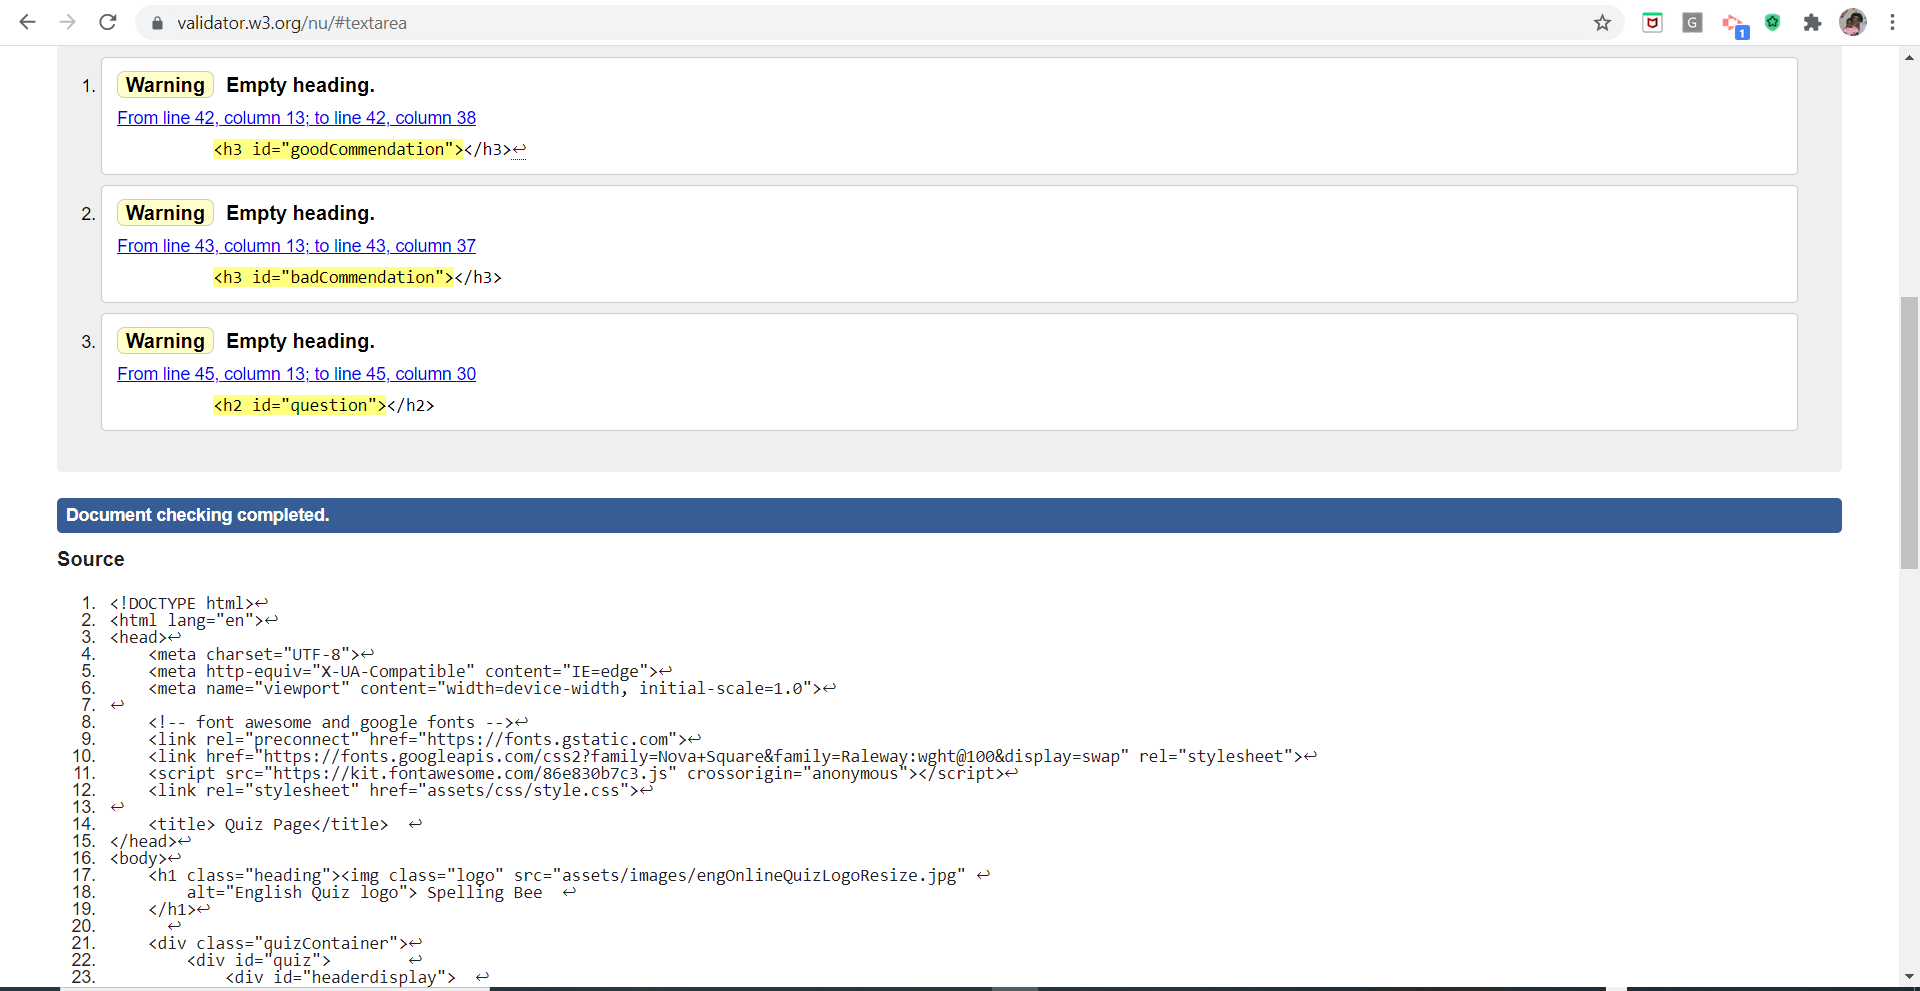 validator.w3.org/nu/#textarea
G
1
1. Warning Empty heading.
From line 42, column 13; to line 42, column 38
<h3 id="goodCommendation"></h3>↩
2. Warning Empty heading.
From line 43, column 13; to line 43, column 37
<h3 id="badCommendation"></h3>
3. Warning Empty heading.
From line 45, column 13; to line 45, column 30
<h2 id="question"></h2>
Document checking completed.
Source
1. <!DOCTYPE html>↩
2. <html lang="en">↩
3. <head>↩
4.     <meta charset="UTF-8">↩
5.     <meta http-equiv="X-UA-Compatible" content="IE=edge">↩
6.     <meta name="viewport" content="width=device-width, initial-scale=1.0">↩
7. ↩
8.     <!-- font awesome and google fonts -->↩
9.     <link rel="preconnect" href="https://fonts.gstatic.com">↩
10.     <link href="https://fonts.googleapis.com/css2?family=Nova+Square&family=Raleway:wght@100&display=swap" rel="stylesheet">↩
11.     <script src="https://kit.fontawesome.com/86e830b7c3.js" crossorigin="anonymous"></script>↩
12.     <link rel="stylesheet" href="assets/css/style.css">↩
13. ↩
14.     <title> Quiz Page</title>  ↩
15. </head>↩
16. <body>↩
17.     <h1 class="heading"><img class="logo" src="assets/images/engOnlineQuizLogoResize.jpg" ↩
18.         alt="English Quiz logo"> Spelling Bee  ↩
19.     </h1>↩
20.       ↩
21.     <div class="quizContainer">↩
22.         <div id="quiz">        ↩
23.             <div id="headerdisplay">  ↩